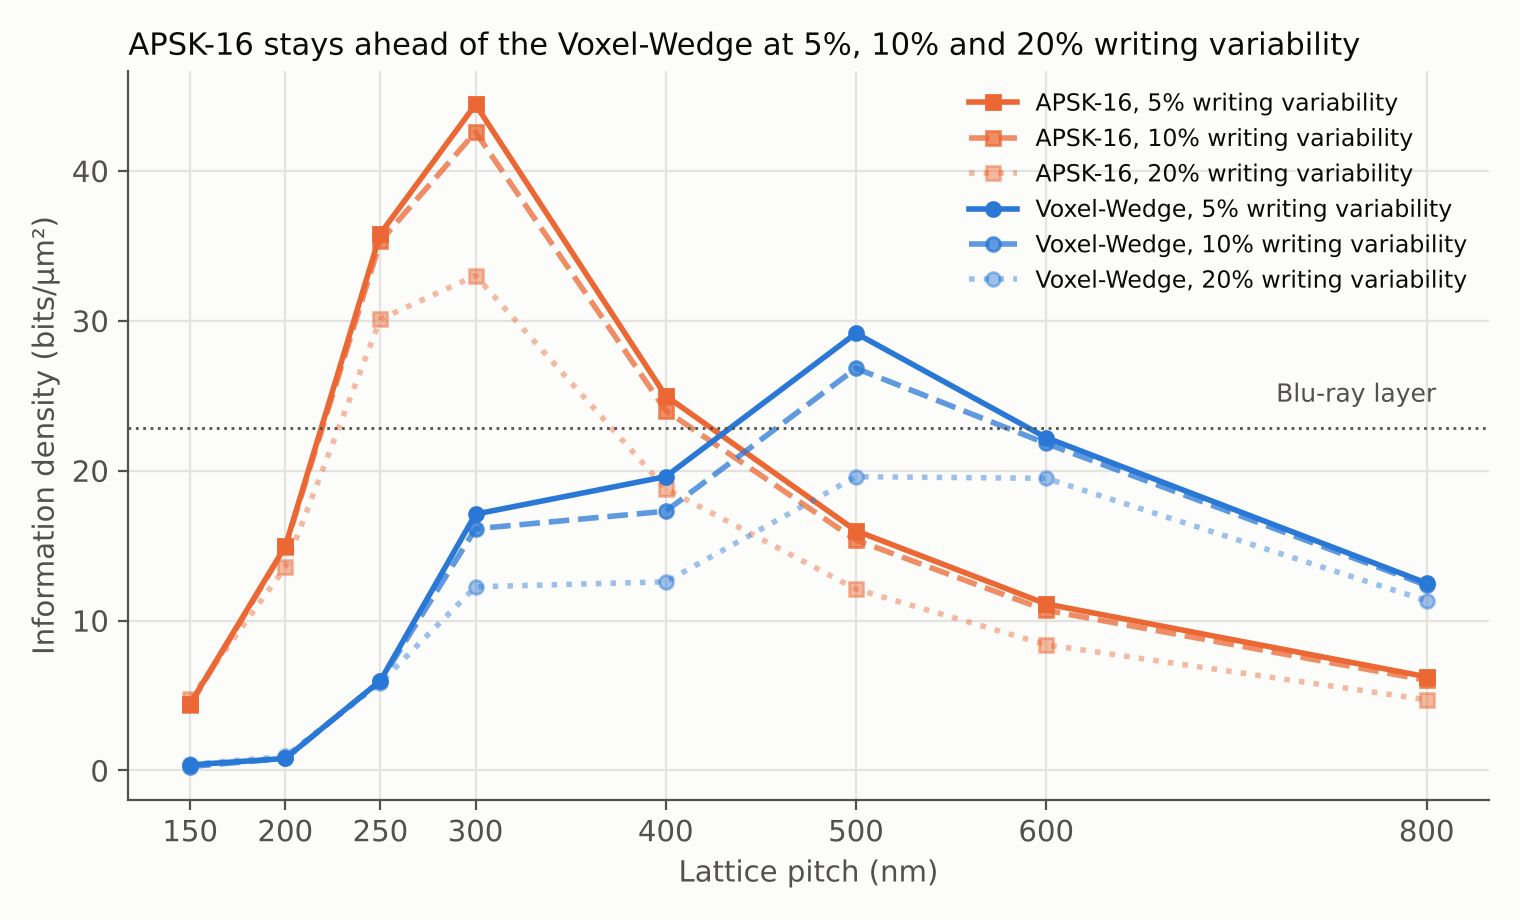 APSK-16 stays ahead of the Voxel-Wedge at 5%, 10% and 20% writing variability
APSK-16, 5% writing variability
APSK-16, 10% writing variability
APSK-16, 20% writing variability
Voxel-Wedge, 5% writing variability
Voxel-Wedge, 10% writing variability
Voxel-Wedge, 20% writing variability
Blu-ray layer
Information density (bits/μm²)
40
30
20
10
0
150 200 250 300 400 500 600 800
Lattice pitch (nm)